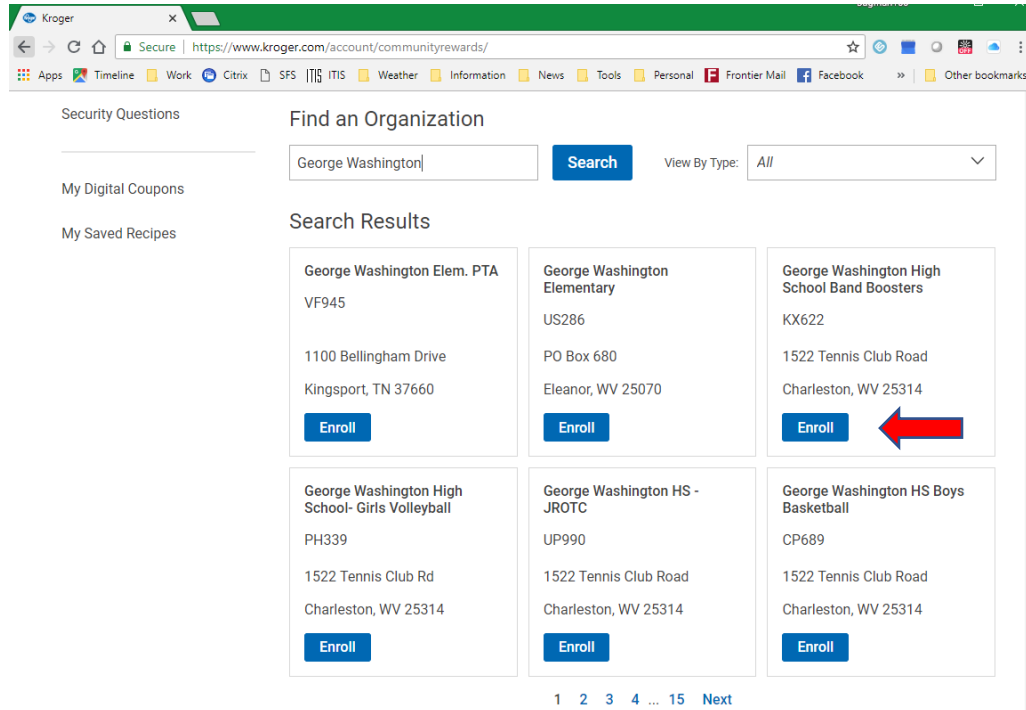 Kroger
Secure | https://www.kroger.com/account/communityrewards/
Apps Timeline Work Citrix SFS ITIS ITIS Weather Information News Tools Personal Frontier Mail Facebook » Other bookmarks
Security Questions
My Digital Coupons
My Saved Recipes
Find an Organization
George Washington
Search
View By Type:
All
Search Results
George Washington Elem. PTA
VF945
1100 Bellingham Drive
Kingsport, TN 37660
Enroll
George Washington
Elementary
US286
PO Box 680
Eleanor, WV 25070
Enroll
George Washington High
School Band Boosters
KX622
1522 Tennis Club Road
Charleston, WV 25314
Enroll
George Washington High
School- Girls Volleyball
PH339
1522 Tennis Club Rd
Charleston, WV 25314
Enroll
George Washington HS -
JROTC
UP990
1522 Tennis Club Road
Charleston, WV 25314
Enroll
George Washington HS Boys
Basketball
CP689
1522 Tennis Club Road
Charleston, WV 25314
Enroll
1 2 3 4 ... 15 Next